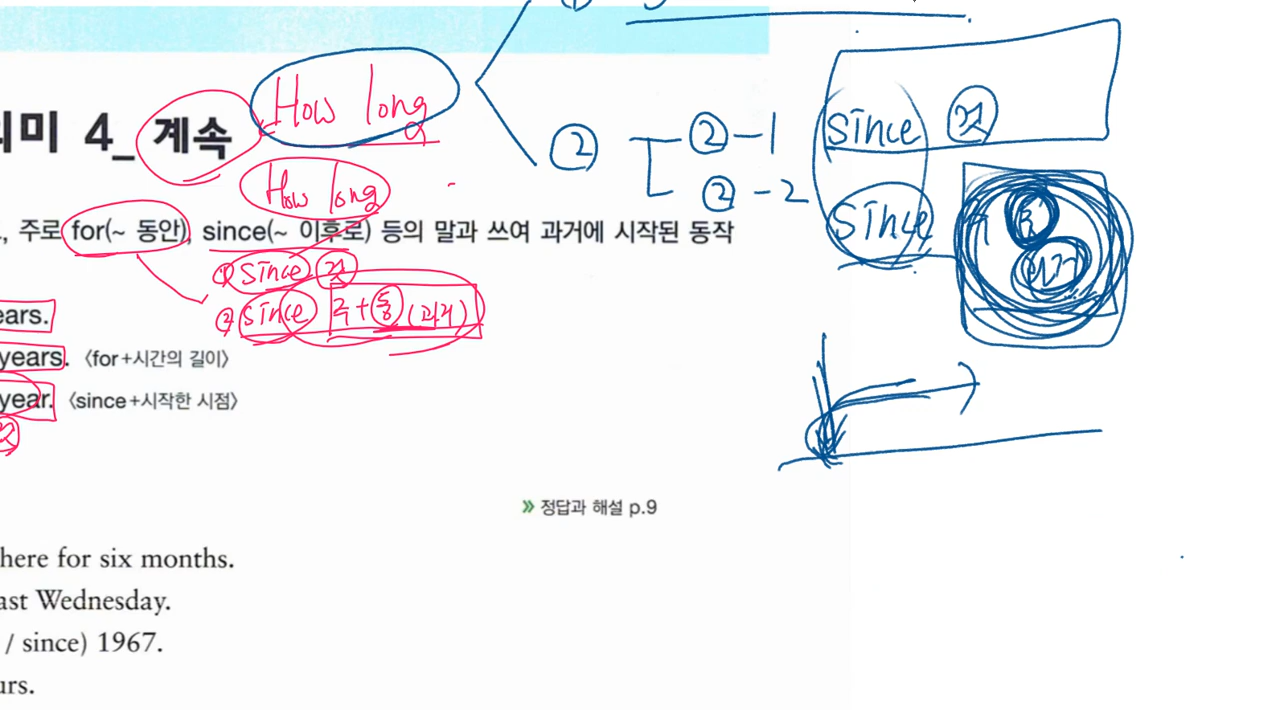 How long
의미 4_ 계속
②
②-1
since 것
How long
②-2
since
, 주로 for(~ 동안), since(~ 이후로) 등의 말과 쓰여 과거에 시작된 동작
① since 것
② since 주+동(과거)
ears.
years. 〈for+시간의 길이〉
year. 〈since+시작한 시점〉
» 정답과 해설 p.9
here for six months.
ast Wednesday.
/ since) 1967.
urs.